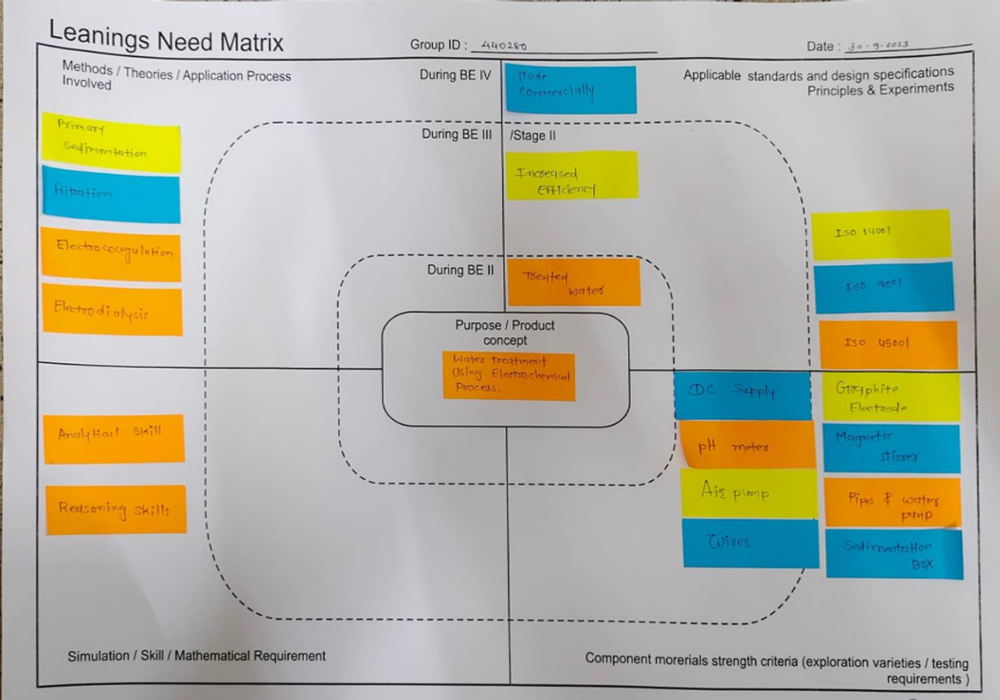 Leanings Need Matrix
Group ID : 440280
Date : 30-9-2023
Methods / Theories / Application Process
Involved
During BE IV
Made
Commercially
Applicable standards and design specifications
Principles & Experiments
During BE III
/Stage II
Increased
Efficiency
During BE II
Treated
water
Primary
Sedimentation
Electrocoagulation
Electrodialysis
ISO 14001
ISO 9001
ISO 45001
Purpose / Product
concept
Water treatment
Using Electrochemical
Process.
Analytical Skill
Reasoning skills
DC Supply
pH meter
Air pump
Wires
Graphite
Electrode
Magnetic
stirrer
Pipes & water
pump
Sedimentation
Box
Simulation / Skill / Mathematical Requirement
Component morerials strength criteria (exploration varieties / testing
requirements )